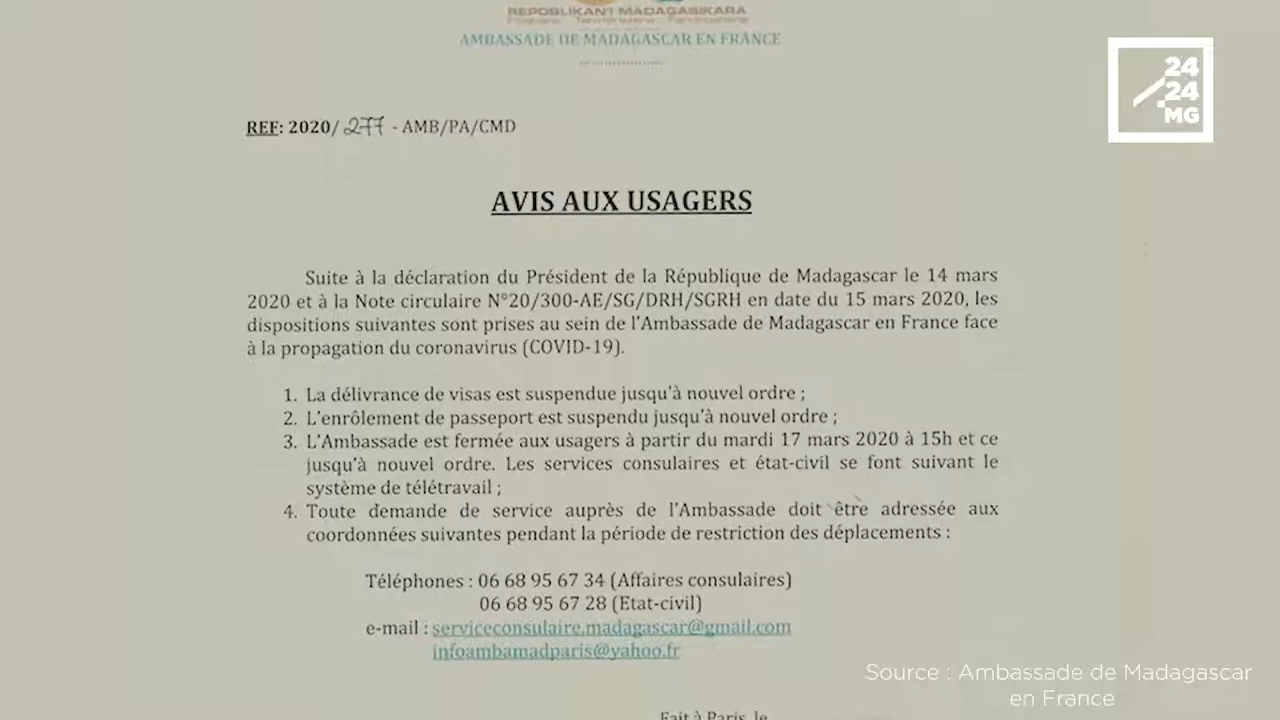 REPOBLIKAN'I MADAGASIKARA
AMBASSADE DE MADAGASCAR EN FRANCE
24
24
MG
REF: 2020/ 277 - AMB/PA/CMD
AVIS AUX USAGERS
Suite à la déclaration du Président de la République de Madagascar le 14 mars
2020 et à la Note circulaire N°20/300-AE/SG/DRH/SGRH en date du 15 mars 2020, les
dispositions suivantes sont prises au sein de l'Ambassade de Madagascar en France face
à la propagation du coronavirus (COVID-19).
1. La délivrance de visas est suspendue jusqu'à nouvel ordre ;
2. L'enrôlement de passeport est suspendu jusqu'à nouvel ordre ;
3. L'Ambassade est fermée aux usagers à partir du mardi 17 mars 2020 à 15h et ce
jusqu'à nouvel ordre. Les services consulaires et état-civil se font suivant le
système de télétravail ;
4. Toute demande de service auprès de l'Ambassade doit être adressée aux
coordonnées suivantes pendant la période de restriction des déplacements :
Téléphones : 06 68 95 67 34 (Affaires consulaires)
06 68 95 67 28 (Etat-civil)
e-mail : serviceconsulaire.madagascar@gmail.com
infoambamadparis@yahoo.fr
Source : Ambassade de Madagascar
en France
Fait à Paris, le